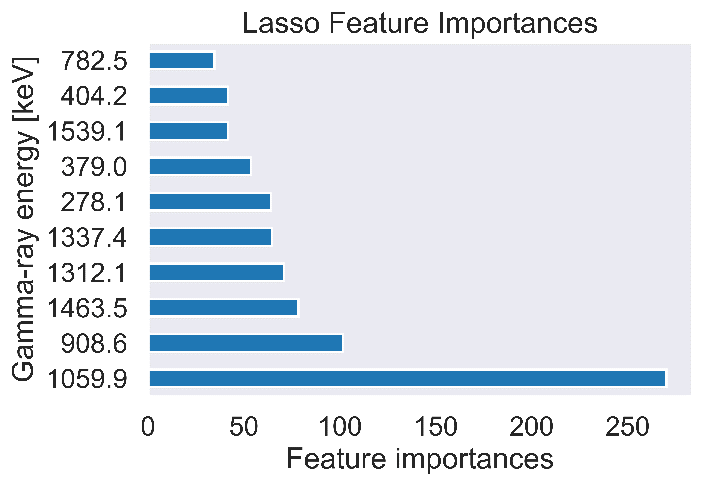 Lasso Feature Importances
Gamma-ray energy [keV]
782.5
404.2
1539.1
379.0
278.1
1337.4
1312.1
1463.5
908.6
1059.9
0 50 100 150 200 250
Feature importances